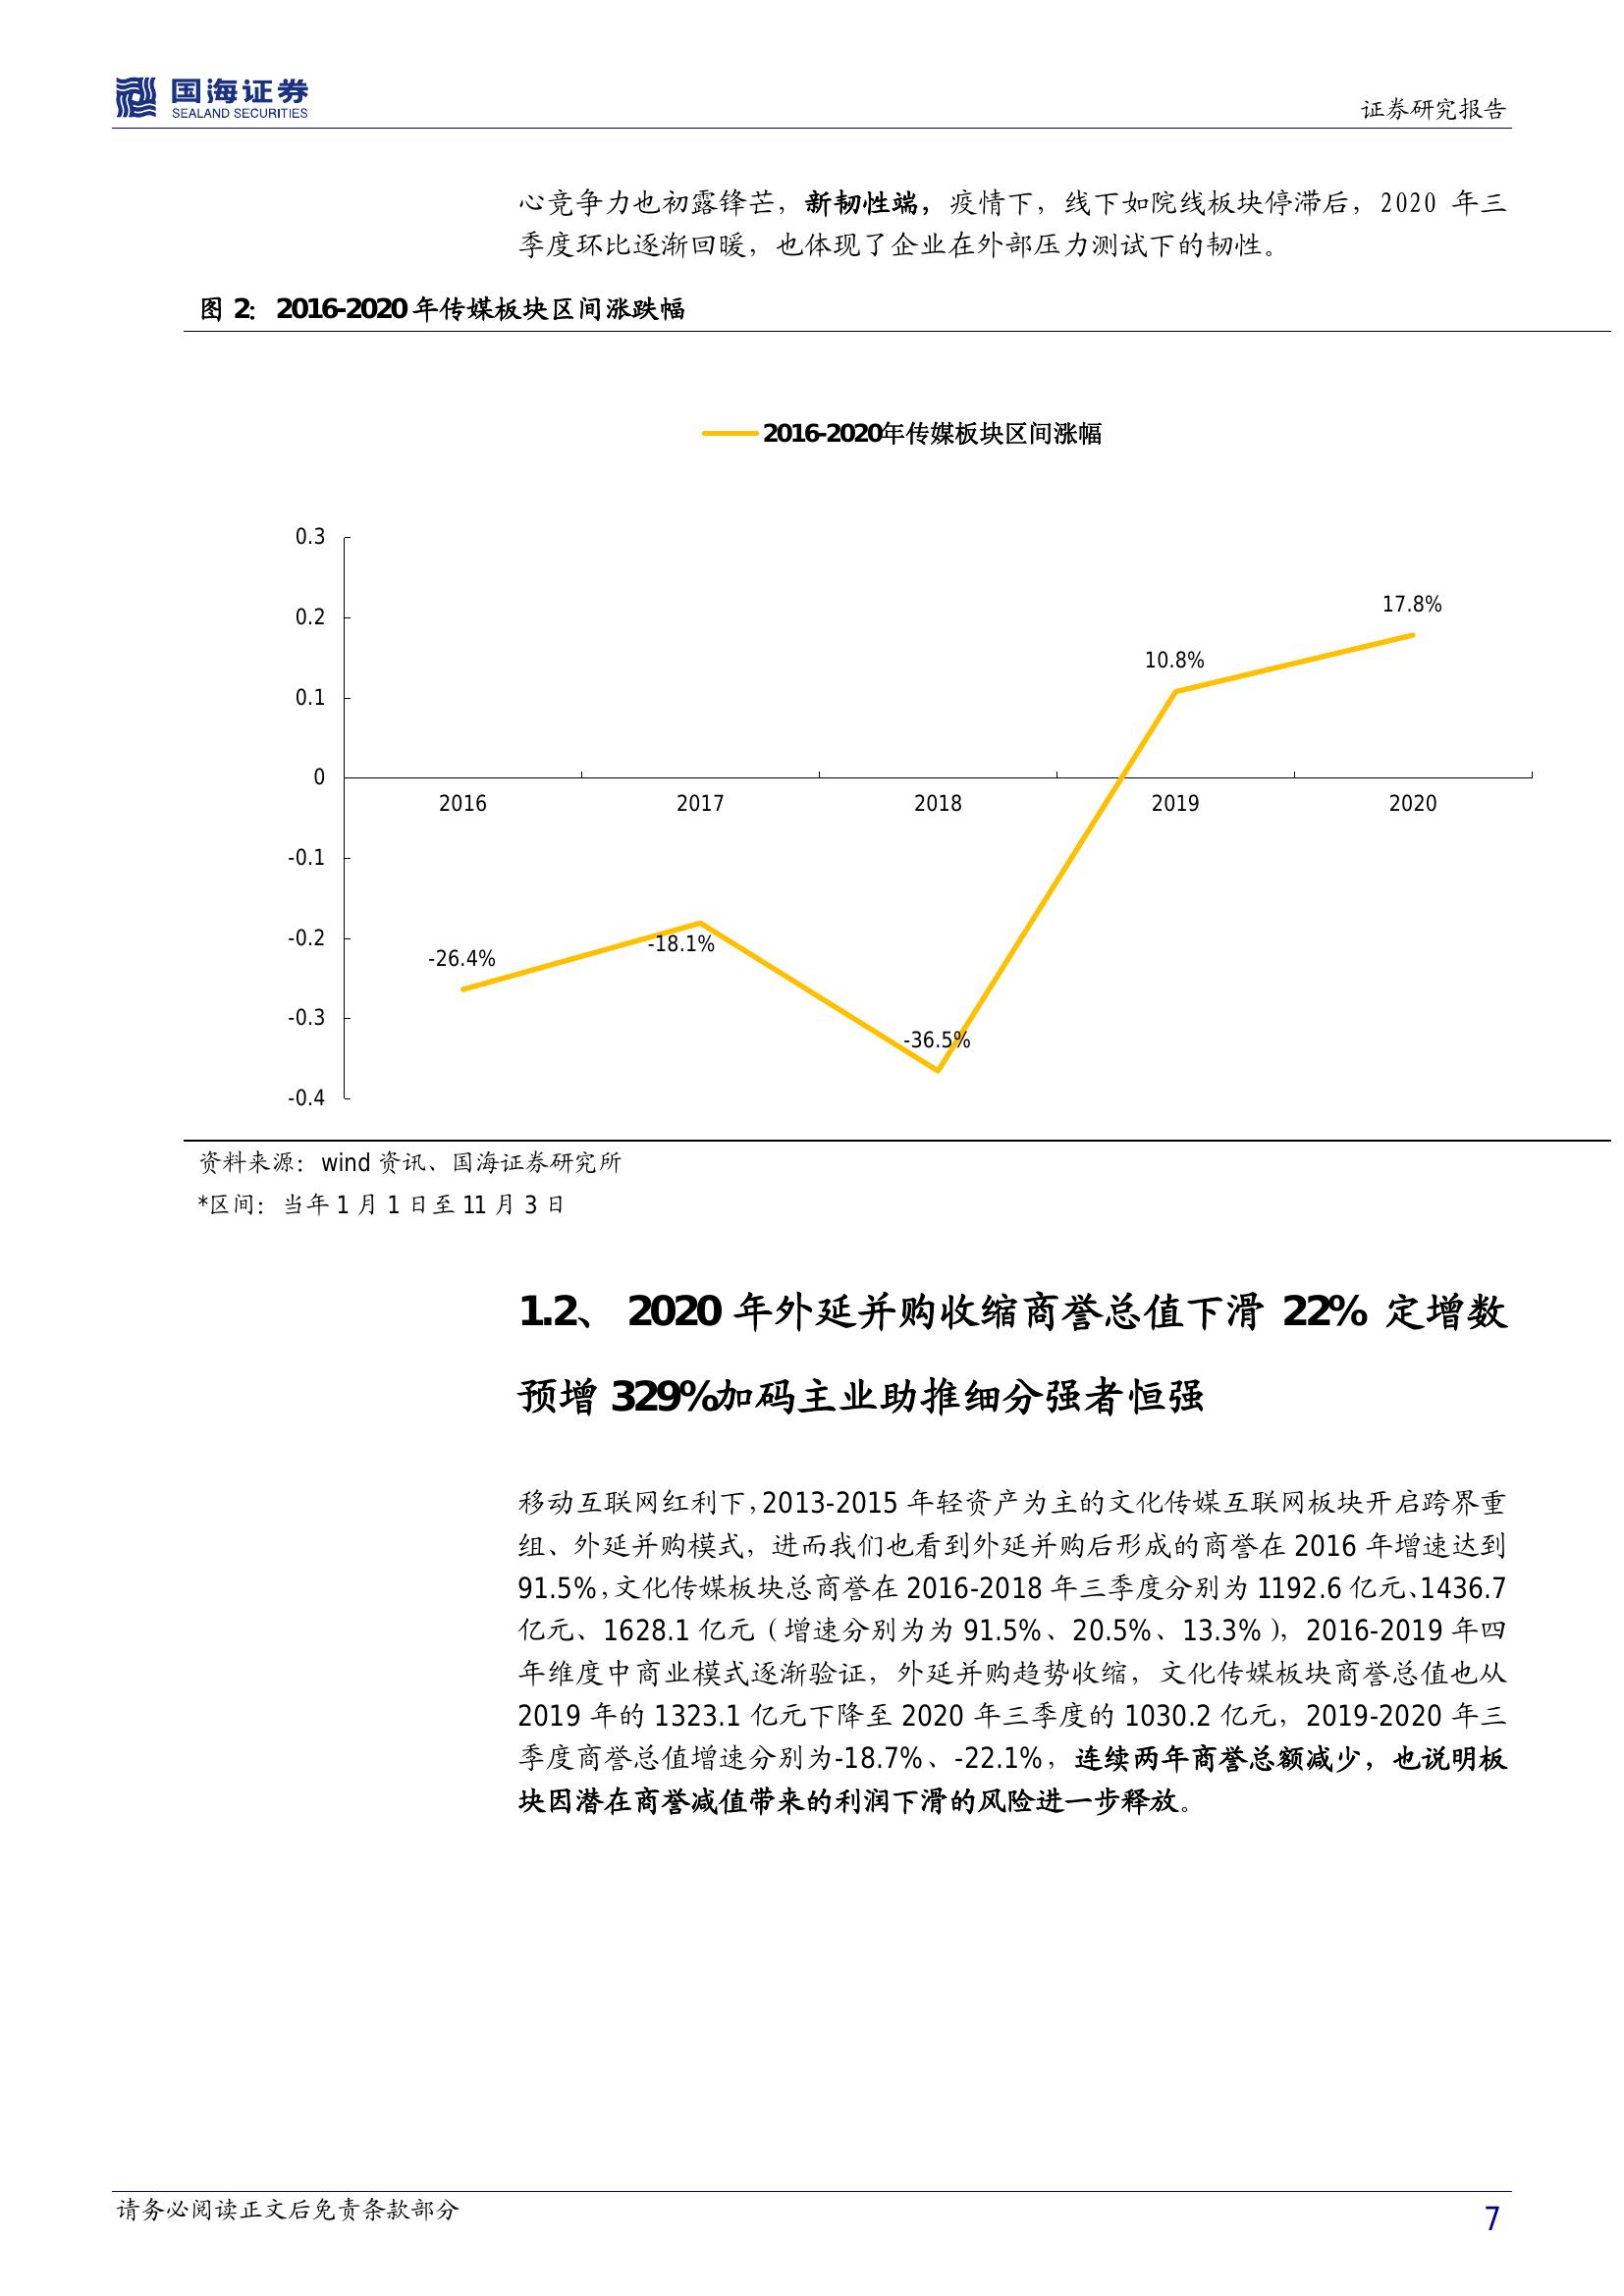 国海证券
SEALAND SECURITIES
证券研究报告
心竞争力也初露锋芒，新韧性端，疫情下，线下如院线板块停滞后，2020 年三
季度环比逐渐回暖，也体现了企业在外部压力测试下的韧性。
图 2：2016-2020 年传媒板块区间涨跌幅
2016-2020年传媒板块区间涨幅
0.3
0.2
0.1
0
-0.1
-0.2
-0.3
-0.4
2016
2017
2018
2019
2020
-26.4%
-18.1%
-36.5%
10.8%
17.8%
资料来源：wind 资讯、国海证券研究所
*区间：当年 1 月 1 日至 11 月 3 日
1.2、 2020 年外延并购收缩商誉总值下滑 22% 定增数
预增 329%加码主业助推细分强者恒强
移动互联网红利下，2013-2015 年轻资产为主的文化传媒互联网板块开启跨界重
组、外延并购模式，进而我们也看到外延并购后形成的商誉在 2016 年增速达到
91.5%，文化传媒板块总商誉在 2016-2018 年三季度分别为 1192.6 亿元、1436.7
亿元、1628.1 亿元（增速分别为为 91.5%、20.5%、13.3%），2016-2019 年四
年维度中商业模式逐渐验证，外延并购趋势收缩，文化传媒板块商誉总值也从
2019 年的 1323.1 亿元下降至 2020 年三季度的 1030.2 亿元，2019-2020 年三
季度商誉总值增速分别为-18.7%、-22.1%，连续两年商誉总额减少，也说明板
块因潜在商誉减值带来的利润下滑的风险进一步释放。
请务必阅读正文后免责条款部分
7